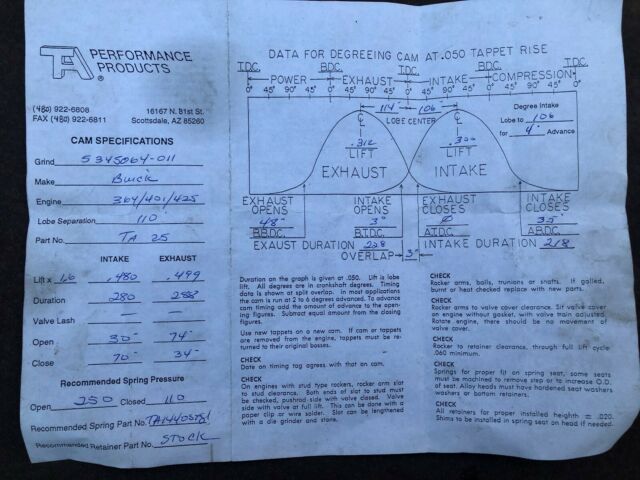 TA PERFORMANCE
PRODUCTS ®
(480) 922-6808
FAX (480) 922-6811
16167 N. 81st St.
Scottsdale, AZ 85260
CAM SPECIFICATIONS
Grind 5345064-011
Make Buick
Engine 364/401/425
Lobe Separation 110°
Part No. TA 25
INTAKE EXHAUST
Lift x 1.6 .480 .499
Duration 280 288
Valve Lash
Open 30° 74°
Close 70° 34°
Recommended Spring Pressure
Open 250 Closed 110
Recommended Spring Part No.
Recommended Retainer Part No. STOCK
DATA FOR DEGREEING CAM AT .050 TAPPET RISE
T.D.C. B.D.C. T.D.C. B.D.C. T.D.C.
POWER EXHAUST INTAKE COMPRESSION
0° 45° 90° 45° 0° 45° 90° 45° 0° 45° 90° 45° 0° 45° 90° 45° 0°
114 106
LOBE CENTER
Degree Intake
Lobe to 106
for 4° Advance
℄ ℄
.312 .300
LIFT LIFT
EXHAUST INTAKE
EXHAUST OPENS 48° B.B.D.C.
INTAKE OPENS 3° B.T.D.C.
EXHAUST CLOSES 0 A.T.D.C.
INTAKE CLOSES 35° A.B.D.C.
EXAUST DURATION 228
OVERLAP 3°
INTAKE DURATION 218
Duration on the graph is given at .050. Lift is lobe
lift. All degrees are in crankshaft degrees. Timing
data is shown at split overlap. In most applications
the cam is run at 2 to 6 degrees advanced. To advance
cam timing add the amount of advance to the open-
ing figures. Subtract equal amount from the closing
figures.
Use new tappets on a new cam. If cam or tappets
are removed from the engine, tappets must be re-
turned to their original bosses.
CHECK
Date on timing tag agrees with that on cam.
CHECK
On engines with stud type rockers, rocker arm slot
to stud clearance. Both ends of slot to stud must
be checked, pushrod side with valve closed. Valve
side with valve at full lift. This can be done with a
paper clip or wire spider. Slot can be lengthened
with a die grinder and stone.
CHECK
Rocker arms, balls, trunions or shafts. If galled,
burnt or heat checked replace with new parts.
CHECK
Rocker arms to valve cover clearance. Sit valve cover
on engine without gasket, with valve train adjusted.
Rotate engine, there should be no movement of
valve cover.
CHECK
Rocker to retainer clearance, through full lift cycle
.060 minimum.
CHECK
Springs for proper fit on spring seat, some seats
must be machined to remove step or to increase O.D.
of seat. Alloy heads must have hardened seat washers
washers or bottom retainers.
CHECK
All retainers for proper installed height= ± .020.
Shims to be installed in spring seat on head if needed.